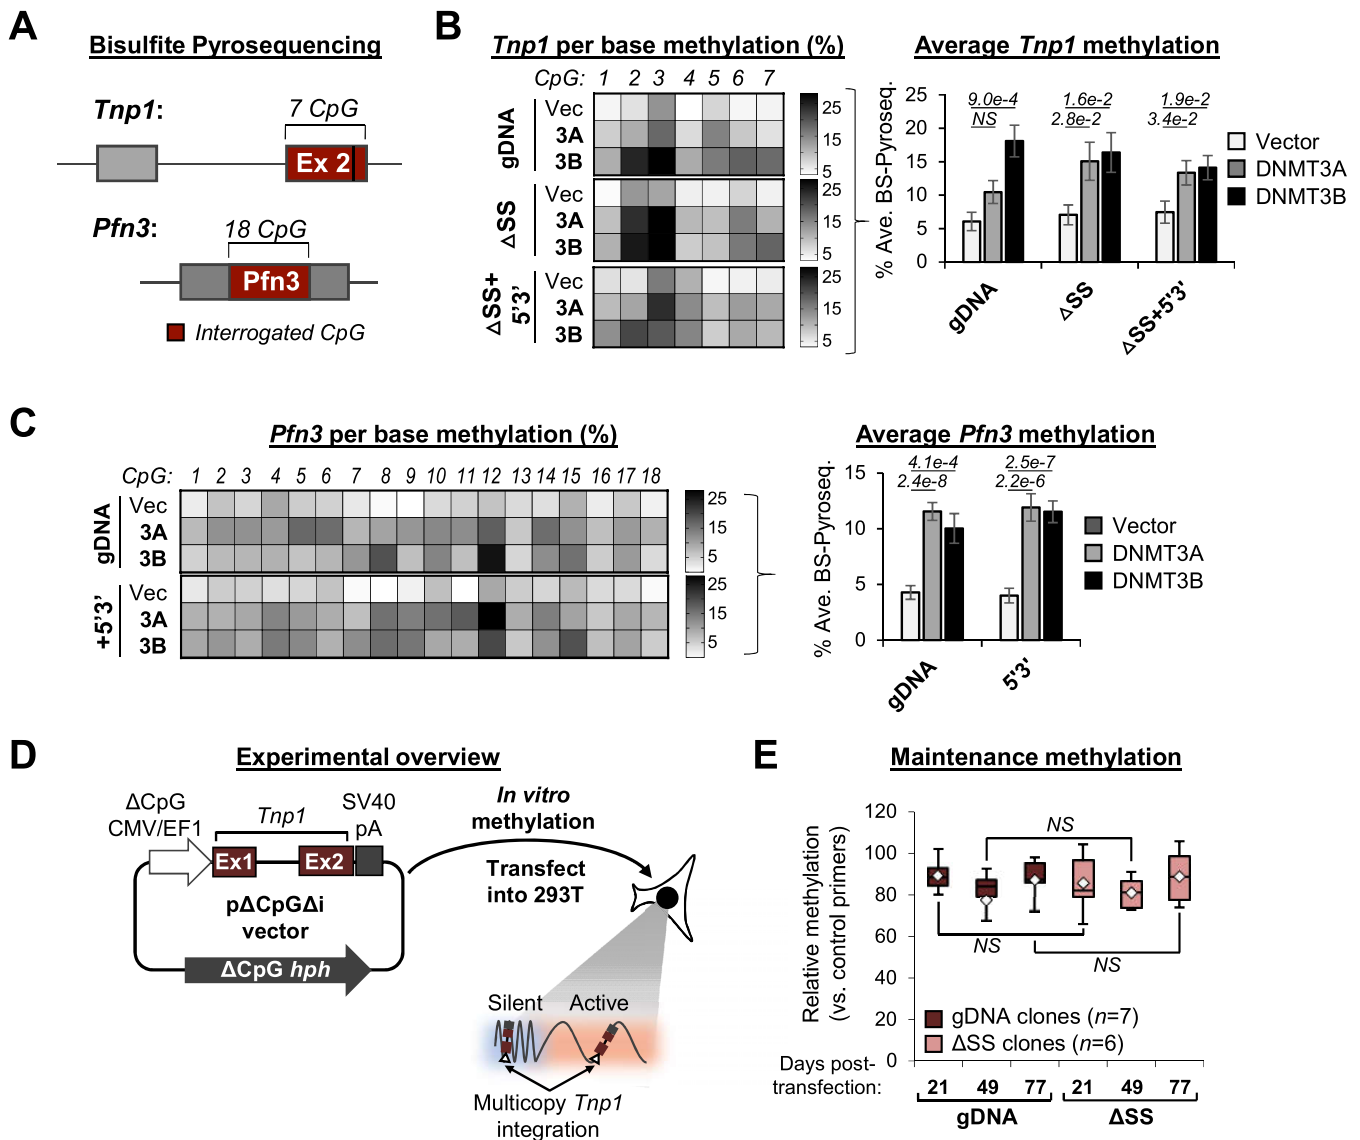 A
Bisulfite Pyrosequencing
Tnp1:
7 CpG
Ex 2
Pfn3:
18 CpG
Pfn3
Interrogated CpG
B
Tnp1 per base methylation (%)
CpG: 1 2 3 4 5 6 7
gDNA
Vec
3A
3B
25
15
5
ΔSS
Vec
3A
3B
25
15
5
ΔSS+
5'3'
Vec
3A
3B
25
15
5
Average Tnp1 methylation
% Ave. BS-Pyroseq.
25
20
15
10
5
0
9.0e-4
NS
1.6e-2
2.8e-2
1.9e-2
3.4e-2
gDNA
ΔSS
ΔSS+5'3'
Vector
DNMT3A
DNMT3B
C
Pfn3 per base methylation (%)
CpG: 1 2 3 4 5 6 7 8 9 10 11 12 13 14 15 16 17 18
gDNA
Vec
3A
3B
25
15
5
+5'3'
Vec
3A
3B
25
15
5
Average Pfn3 methylation
% Ave. BS-Pyroseq.
15
10
5
0
4.1e-4
2.4e-8
2.5e-7
2.2e-6
gDNA
5'3'
Vector
DNMT3A
DNMT3B
D
Experimental overview
ΔCpG
CMV/EF1
Tnp1
SV40
pA
Ex1
Ex2
pΔCpGΔi
vector
ΔCpG hph
In vitro
methylation
Transfect
into 293T
Silent
Active
Multicopy Tnp1
integration
E
Maintenance methylation
Relative methylation
(vs. control primers)
120
100
80
60
40
20
0
NS
NS
NS
gDNA clones (n=7)
ΔSS clones (n=6)
Days post-
transfection:
21 49 77 21 49 77
gDNA ΔSS